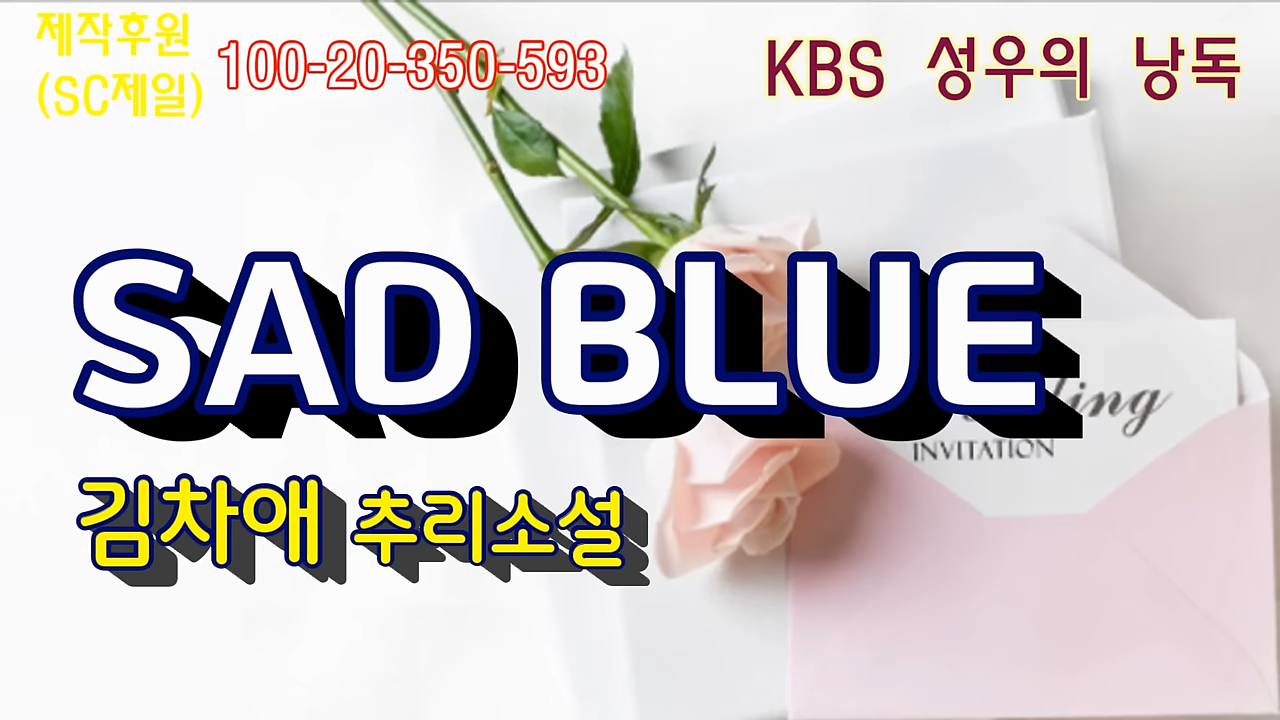 제작후원
(SC제일)
100-20-350-593
KBS 성우의 낭독
SAD BLUE
INVITATION
김차애 추리소설